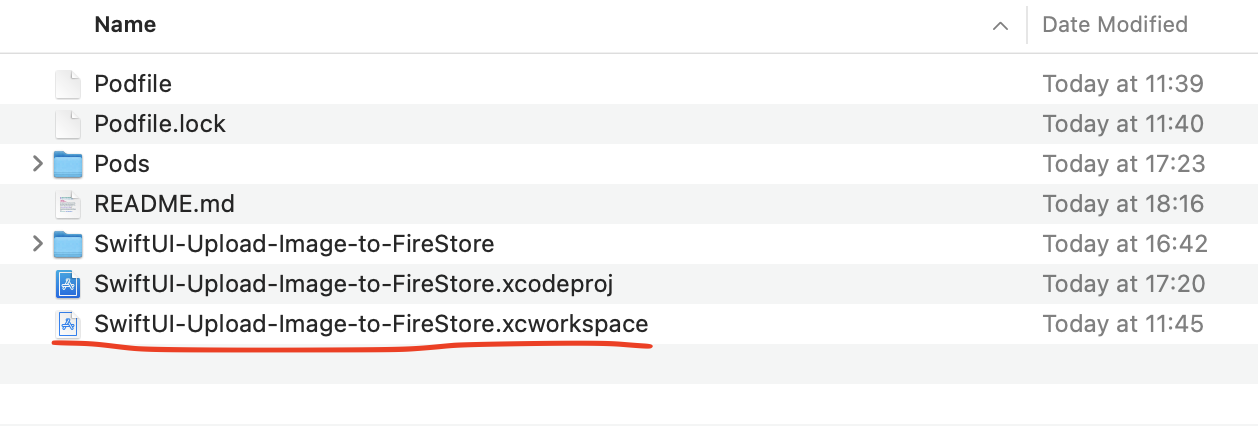 Name Date Modified
Podfile Today at 11:39
Podfile.lock Today at 11:40
Pods Today at 17:23
README.md Today at 18:16
SwiftUI-Upload-Image-to-FireStore Today at 16:42
SwiftUI-Upload-Image-to-FireStore.xcodeproj Today at 17:20
SwiftUI-Upload-Image-to-FireStore.xcworkspace Today at 11:45